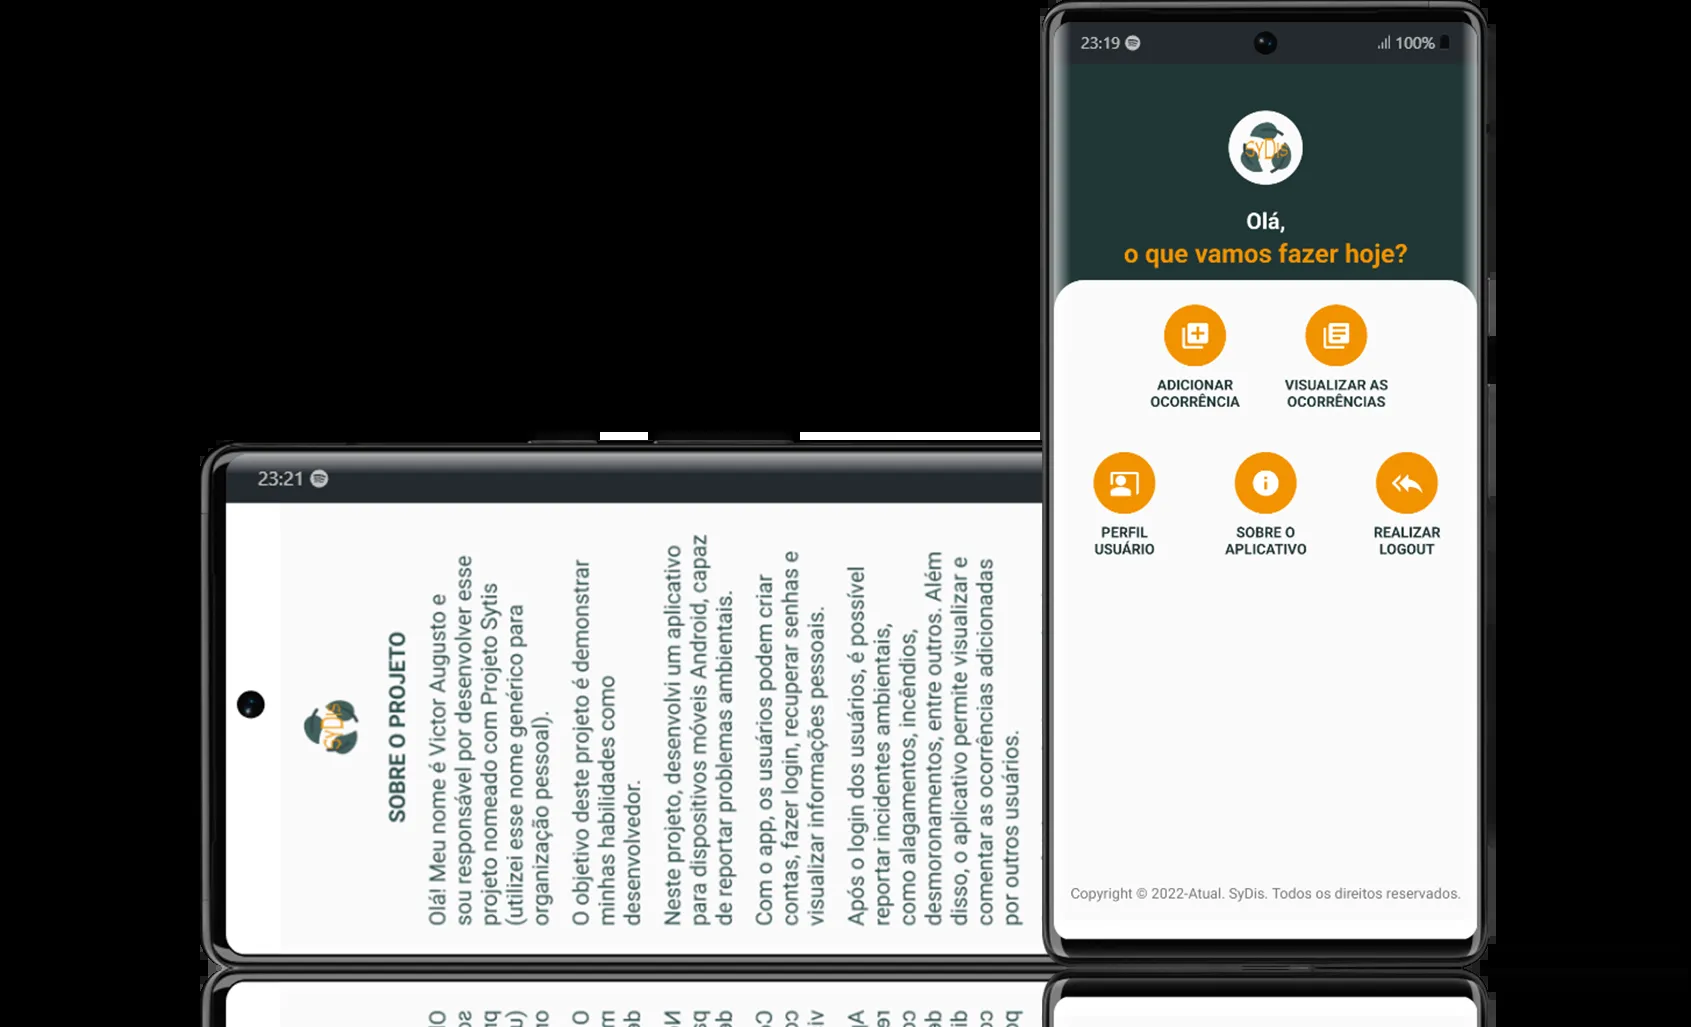 23:19
100%
SyDis
Olá,
o que vamos fazer hoje?
ADICIONAR
OCORRÊNCIA
VISUALIZAR AS
OCORRÊNCIAS
PERFIL
USUÁRIO
SOBRE O
APLICATIVO
REALIZAR
LOGOUT
Copyright © 2022-Atual. SyDis. Todos os direitos reservados.
23:21
SyDis
SOBRE O PROJETO
Olá! Meu nome é Victor Augusto e
sou responsável por desenvolver esse
projeto nomeado com Projeto Sytis
(utilizei esse nome genérico para
organização pessoal).
O objetivo deste projeto é demonstrar
minhas habilidades como
desenvolvedor.
Neste projeto, desenvolvi um aplicativo
para dispositivos móveis Android, capaz
de reportar problemas ambientais.
Com o app, os usuários podem criar
contas, fazer login, recuperar senhas e
visualizar informações pessoais.
Após o login dos usuários, é possível
reportar incidentes ambientais,
como alagamentos, incêndios,
desmoronamentos, entre outros. Além
disso, o aplicativo permite visualizar e
comentar as ocorrências adicionadas
por outros usuários.